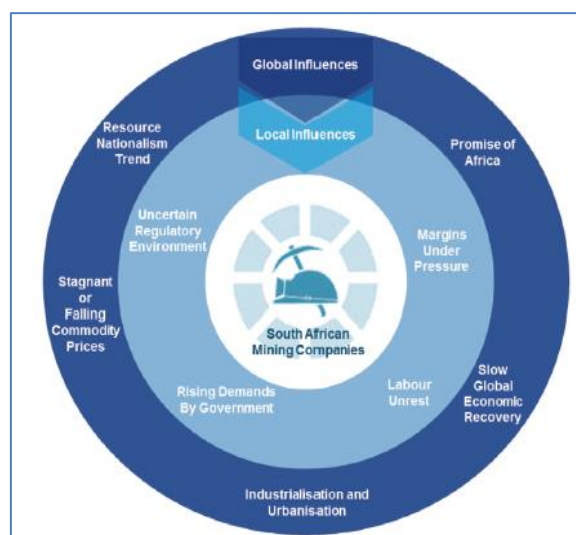 Global Influences
Local Influences
Resource
Nationalism
Trend
Promise of
Africa
Uncertain
Regulatory
Environment
Margins
Under
Pressure
Stagnant
or
Falling
Commodity
Prices
South African
Mining Companies
Rising Demands
By Government
Labour
Unrest
Slow
Global
Economic
Recovery
Industrialisation and
Urbanisation